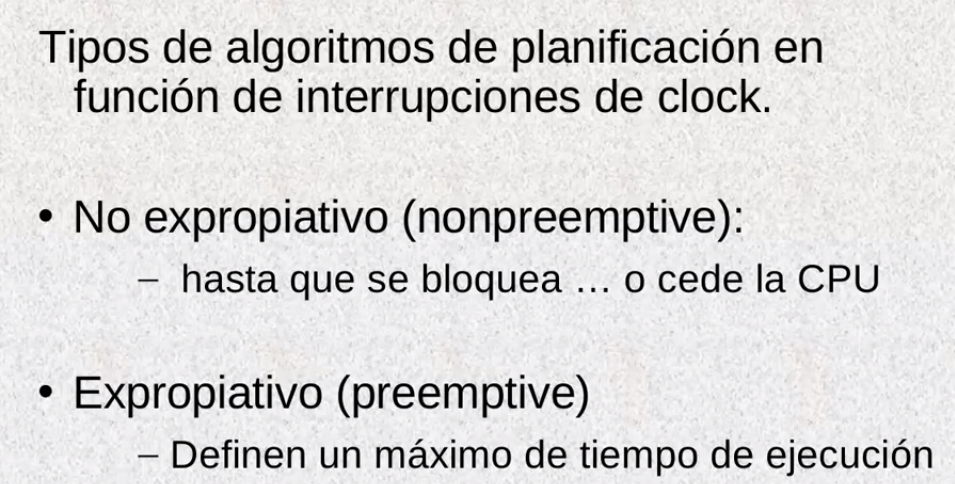 Tipos de algoritmos de planificación en
función de interrupciones de clock.
• No expropiativo (nonpreemptive):
– hasta que se bloquea … o cede la CPU
• Expropiativo (preemptive)
– Definen un máximo de tiempo de ejecución